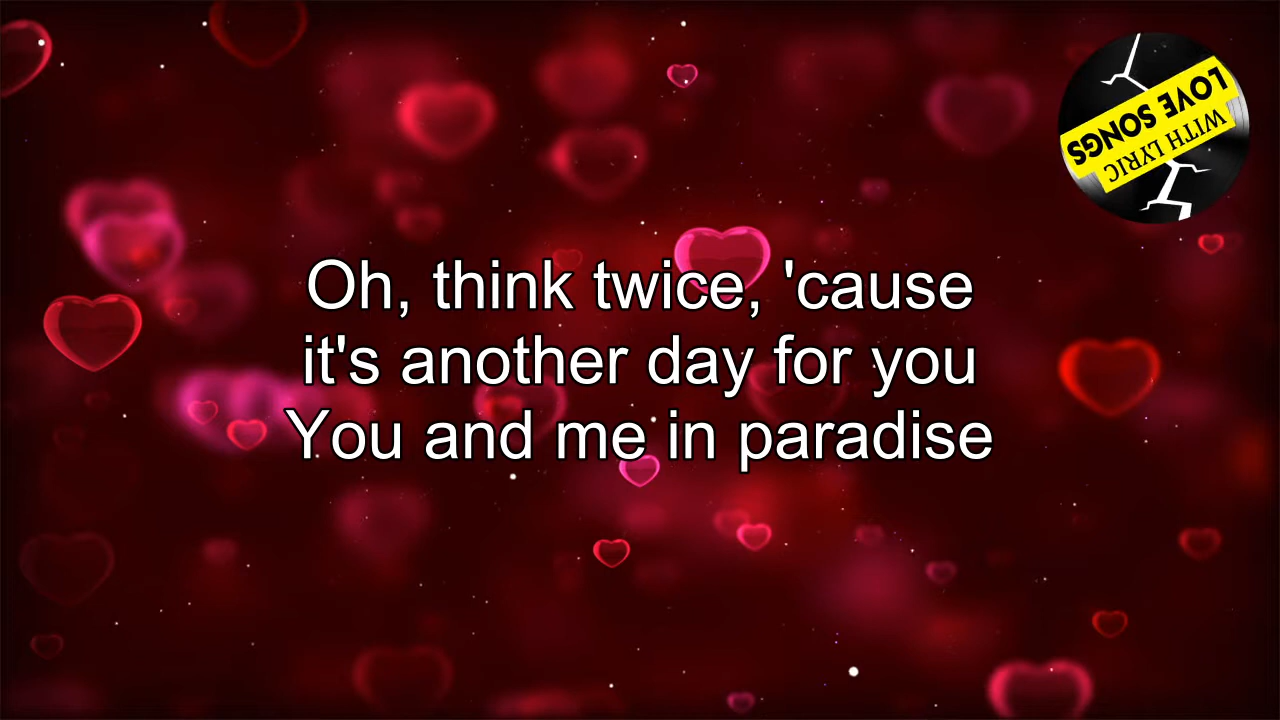 Oh, think twice, 'cause
it's another day for you
You and me in paradise
LOVE SONGS
WITH LYRIC